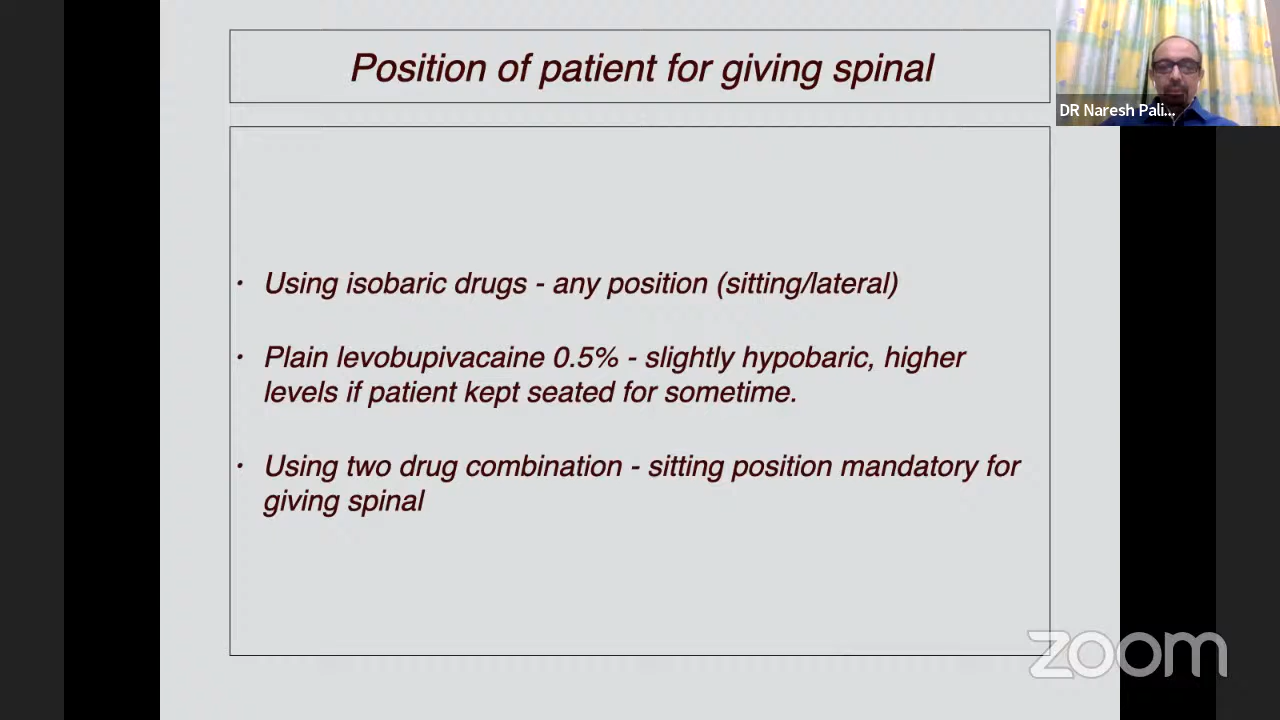 Position of patient for giving spinal
DR Naresh Pali...
• Using isobaric drugs - any position (sitting/lateral)
• Plain levobupivacaine 0.5% - slightly hypobaric, higher
levels if patient kept seated for sometime.
• Using two drug combination - sitting position mandatory for
giving spinal
zoom